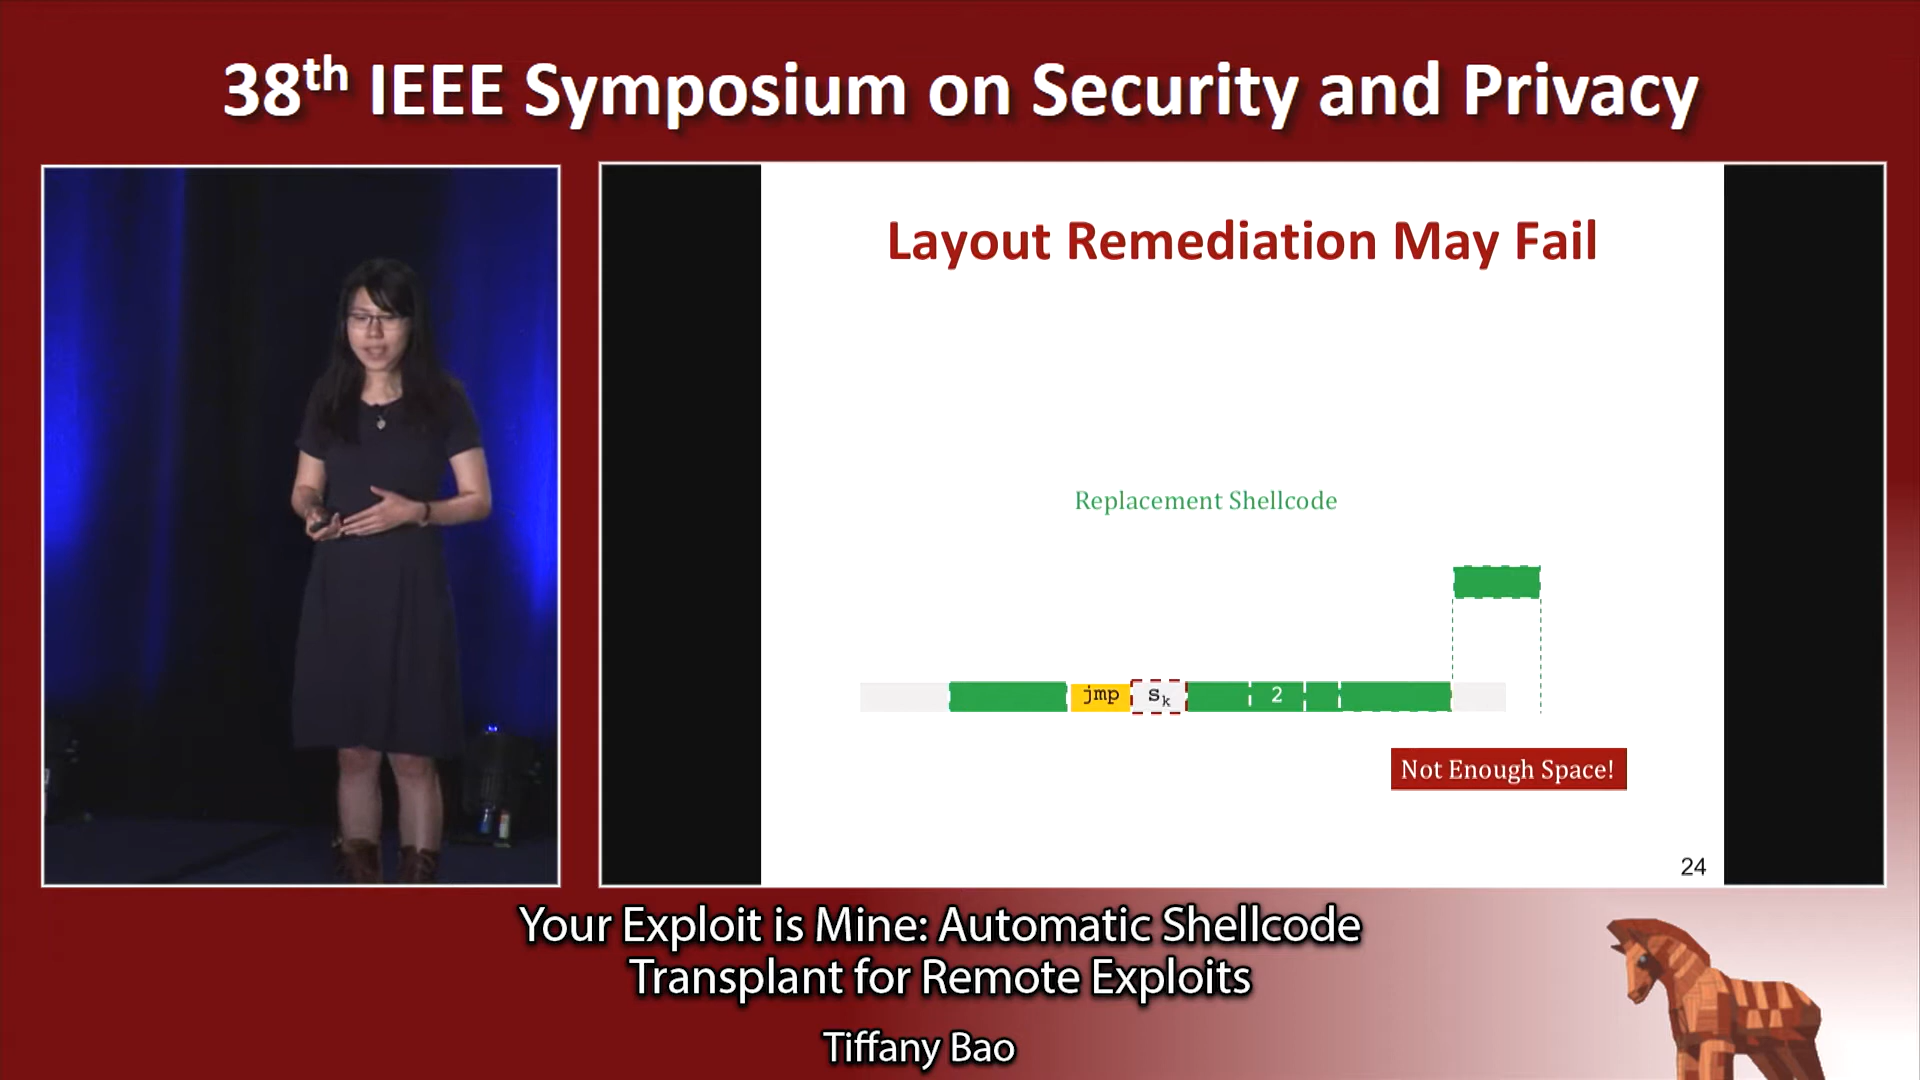 38th IEEE Symposium on Security and Privacy
Layout Remediation May Fail
Replacement Shellcode
jmp sk 2
Not Enough Space!
24
Your Exploit is Mine: Automatic Shellcode
Transplant for Remote Exploits
Tiffany Bao